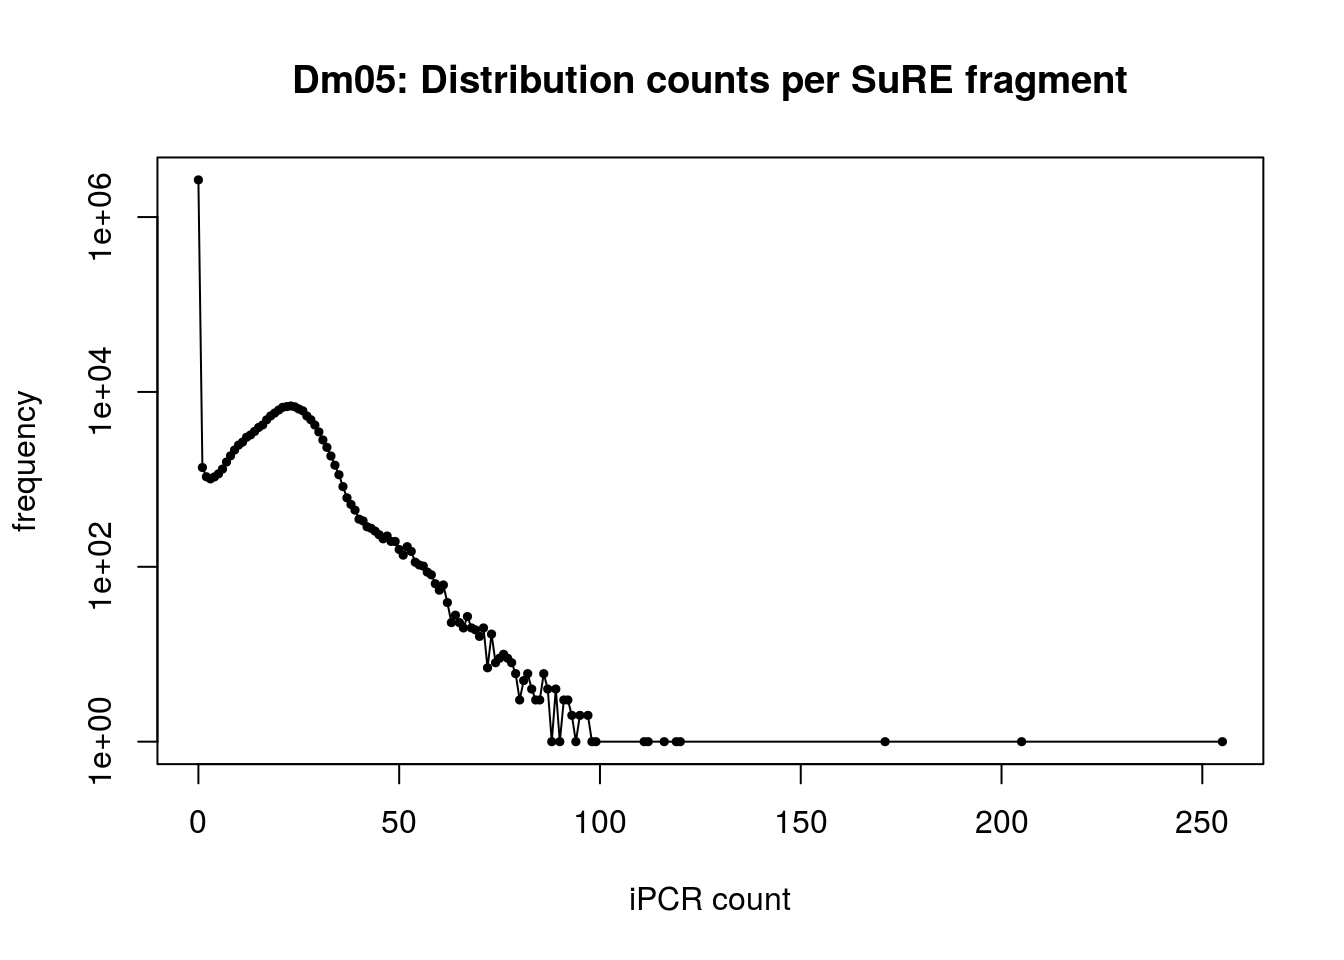 Dm05: Distribution counts per SuRE fragment
frequency
1e+06
1e+04
1e+02
1e+00
0 50 100 150 200 250
iPCR count